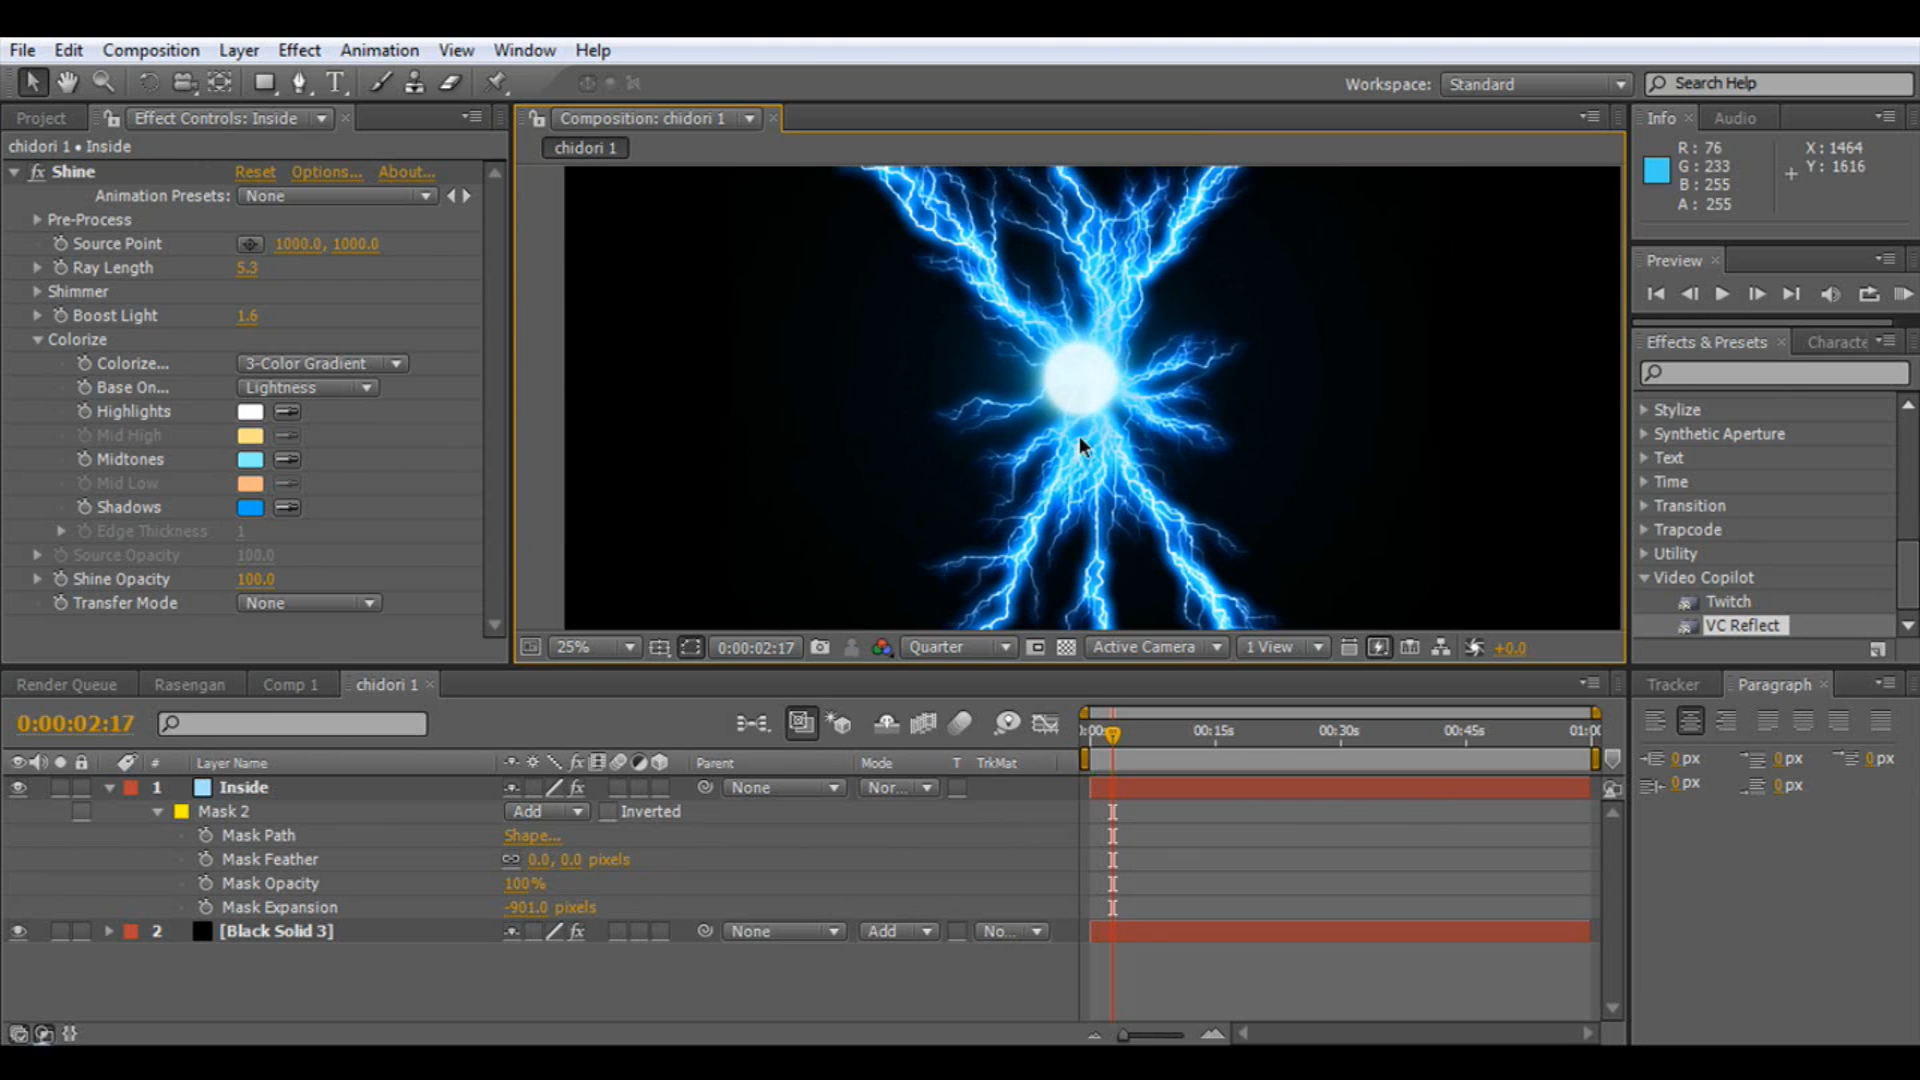 File Edit Composition Layer Effect Animation View Window Help
Workspace: Standard Search Help
Project Effect Controls: Inside
chidori 1 • Inside
fx Shine Reset Options... About...
Animation Presets: None
Pre-Process
Source Point 1000.0, 1000.0
Ray Length 5.3
Shimmer
Boost Light 1.6
Colorize
Colorize... 3-Color Gradient
Base On... Lightness
Highlights
Mid High
Midtones
Mid Low
Shadows
Edge Thickness 1
Source Opacity 100.0
Shine Opacity 100.0
Transfer Mode None
Composition: chidori 1
chidori 1
25% 0:00:02:17 Quarter Active Camera 1 View +0.0
Info Audio
R: 76
G: 233
B: 255
A: 255
X: 1464
Y: 1616
Preview
Effects & Presets Characte
Stylize
Synthetic Aperture
Text
Time
Transition
Trapcode
Utility
Video Copilot
Twitch
VC Reflect
Render Queue Rasengan Comp 1 chidori 1
0:00:02:17
00:15s 00:30s 00:45s
# Layer Name fx Parent Mode T TrkMat
1 Inside fx None Nor...
Mask 2 Add Inverted
Mask Path Shape...
Mask Feather 0.0, 0.0 pixels
Mask Opacity 100%
Mask Expansion -901.0 pixels
2 [Black Solid 3] fx None Add No...
Tracker Paragraph
0 px 0 px 0 px
0 px 0 px